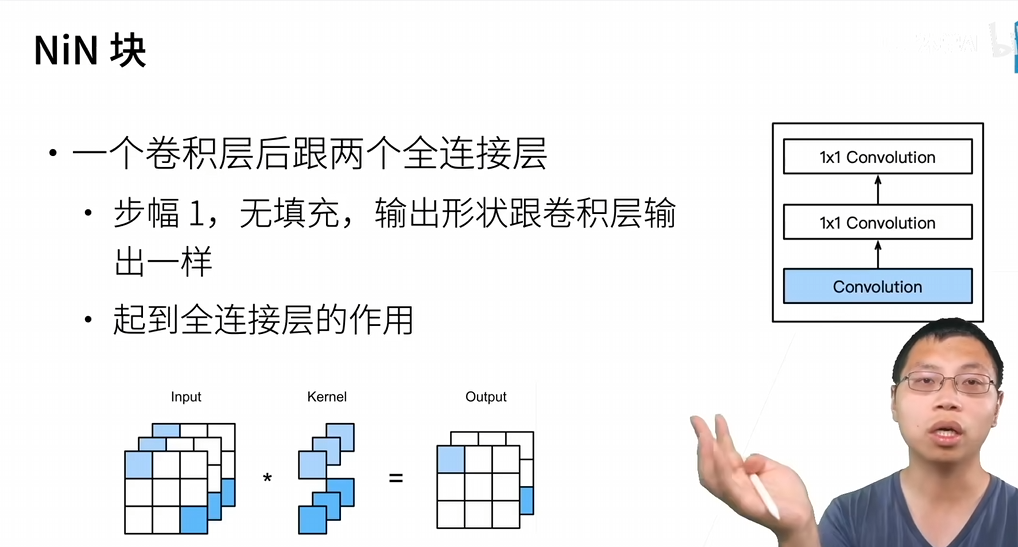 NiN 块
• 一个卷积层后跟两个全连接层
• 步幅 1，无填充，输出形状跟卷积层输
出一样
• 起到全连接层的作用
1x1 Convolution
1x1 Convolution
Convolution
Input
Kernel
Output
* =